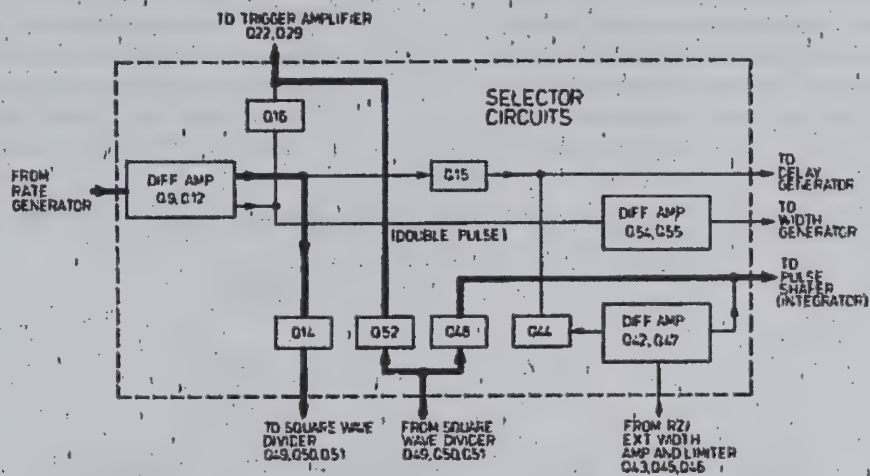 TO TRIGGER AMPLIFIER
Q22,Q29
SELECTOR
CIRCUITS
Q16
FROM
RATE
GENERATOR
DIFF AMP
Q9,Q12
Q15
TO
DELAY
GENERATOR
DIFF AMP
Q54,Q55
TO
WIDTH
GENERATOR
(DOUBLE PULSE)
TO
PULSE
SHAPER
(INTEGRATOR)
Q14
Q52
Q48
Q44
DIFF AMP
Q42,Q47
TO SQUARE WAVE
DIVIDER
Q49,Q50,Q51
FROM SQUARE
WAVE DIVIDER
Q49,Q50,Q51
FROM RZ/
EXT WIDTH
AMP AND LIMITER
Q43,Q45,Q46